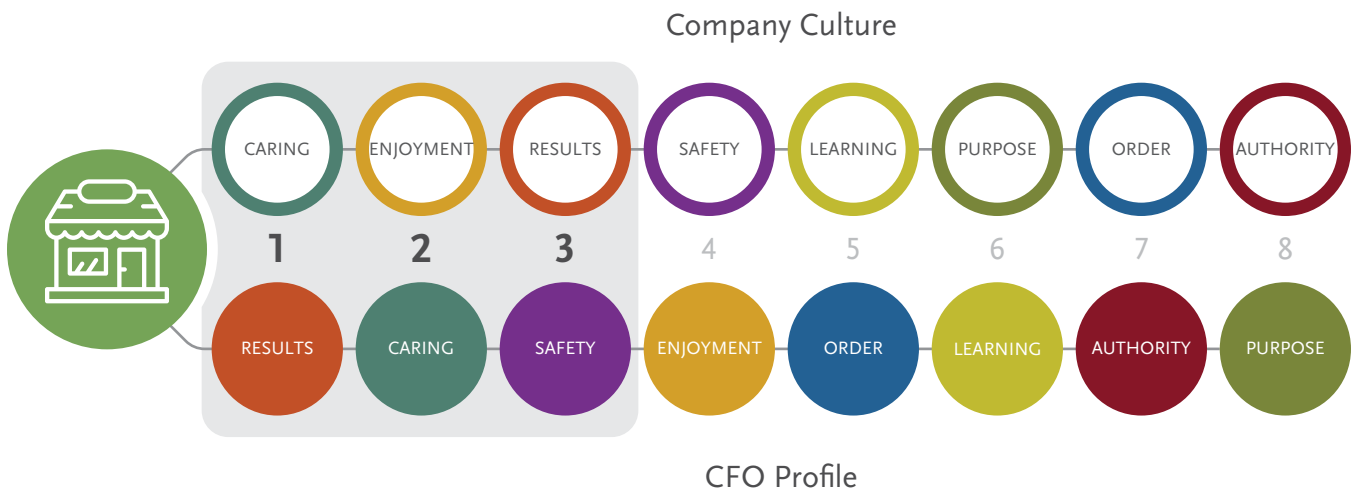 Company Culture
CARING ENJOYMENT RESULTS SAFETY LEARNING PURPOSE ORDER AUTHORITY
1 2 3 4 5 6 7 8
RESULTS CARING SAFETY ENJOYMENT ORDER LEARNING AUTHORITY PURPOSE
CFO Profile